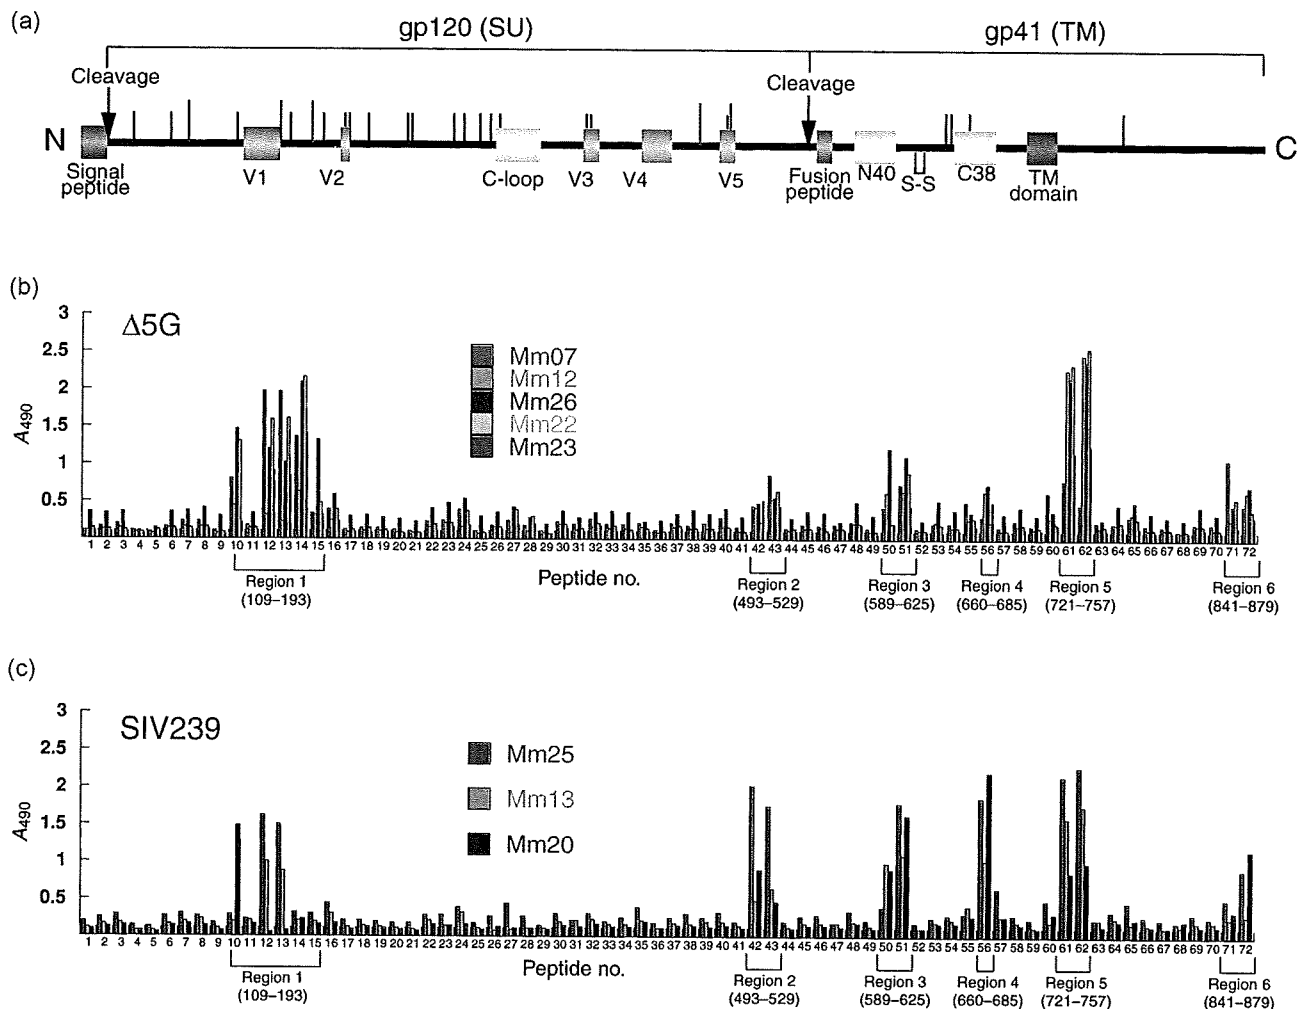 (a)
gp120 (SU)
gp41 (TM)
Cleavage
Cleavage
N
C
Signal
peptide
V1
V2
C-loop
V3
V4
V5
Fusion
peptide
N40
S-S
C38
TM
domain
(b)
Δ5G
3
2.5
2
1.5
1
0.5
A490
Mm07
Mm12
Mm26
Mm22
Mm23
1 2 3 4 5 6 7 8 9 10 11 12 13 14 15 16 17 18 19 20 21 22 23 24 25 26 27 28 29 30 31 32 33 34 35 36 37 38 39 40 41 42 43 44 45 46 47 48 49 50 51 52 53 54 55 56 57 58 59 60 61 62 63 64 65 66 67 68 69 70 71 72
Region 1
(109–193)
Peptide no.
Region 2
(493–529)
Region 3
(589–625)
Region 4
(660–685)
Region 5
(721–757)
Region 6
(841–879)
(c)
SIV239
3
2.5
2
1.5
1
0.5
A490
Mm25
Mm13
Mm20
1 2 3 4 5 6 7 8 9 10 11 12 13 14 15 16 17 18 19 20 21 22 23 24 25 26 27 28 29 30 31 32 33 34 35 36 37 38 39 40 41 42 43 44 45 46 47 48 49 50 51 52 53 54 55 56 57 58 59 60 61 62 63 64 65 66 67 68 69 70 71 72
Region 1
(109–193)
Peptide no.
Region 2
(493–529)
Region 3
(589–625)
Region 4
(660–685)
Region 5
(721–757)
Region 6
(841–879)